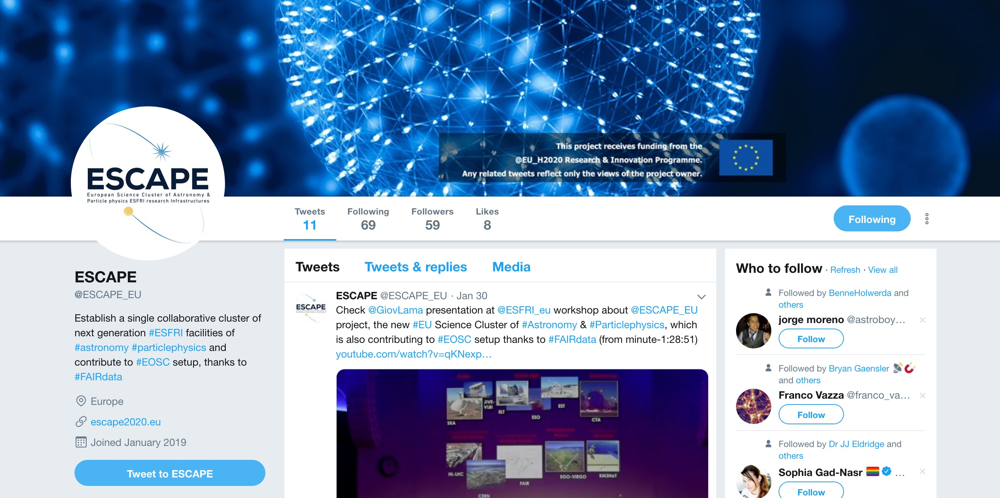 This project receives funding from the
@EU_H2020 Research & Innovation Programme.
Any related tweets reflect only the views of the project owner.
ESCAPE
European Science Cluster of Astronomy &
Particle physics ESFRI research Infrastructures
Tweets
11
Following
69
Followers
59
Likes
8
Following
ESCAPE
@ESCAPE_EU
Establish a single collaborative cluster of
next generation #ESFRI facilities of
#astronomy #particlephysics and
contribute to #EOSC setup, thanks to
#FAIRdata
Europe
escape2020.eu
Joined January 2019
Tweet to ESCAPE
Tweets
Tweets & replies
Media
ESCAPE
ESCAPE @ESCAPE_EU · Jan 30
Check @GiovLama presentation at @ESFRI_eu workshop about @ESCAPE_EU
project, the new #EU Science Cluster of #Astronomy & #Particlephysics, which
is also contributing to #EOSC setup thanks to #FAIRdata (from minute-1:28:51)
youtube.com/watch?v=qKNexp…
SKA
JIVE-
VLBI
ELT
ESO
EST
CTA
HL-LHC
CERN
FAIR
EGO-VIRGO
KM3NeT
Who to follow · Refresh · View all
Followed by BenneHolwerda and
others
jorge moreno @astroboy…
Follow
Followed by Bryan Gaensler
and others
Franco Vazza @franco_va…
Follow
Followed by Dr JJ Eldridge and
others
Sophia Gad-Nasr …
Follow